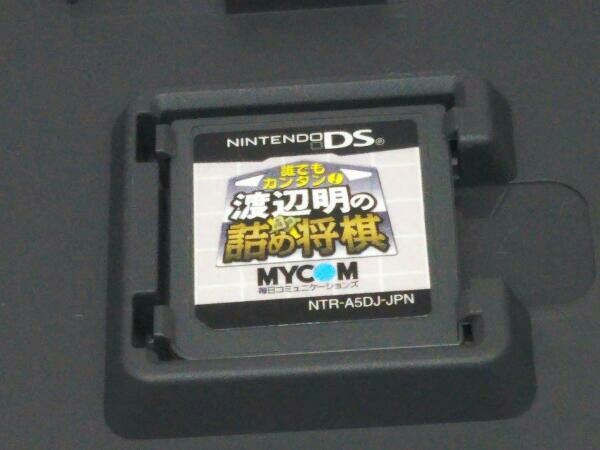 NINTENDO DS®
誰でも
カンタン!
渡辺明の
詰め将棋
MYCOM
毎日コミュニケーションズ
NTR-A5DJ-JPN